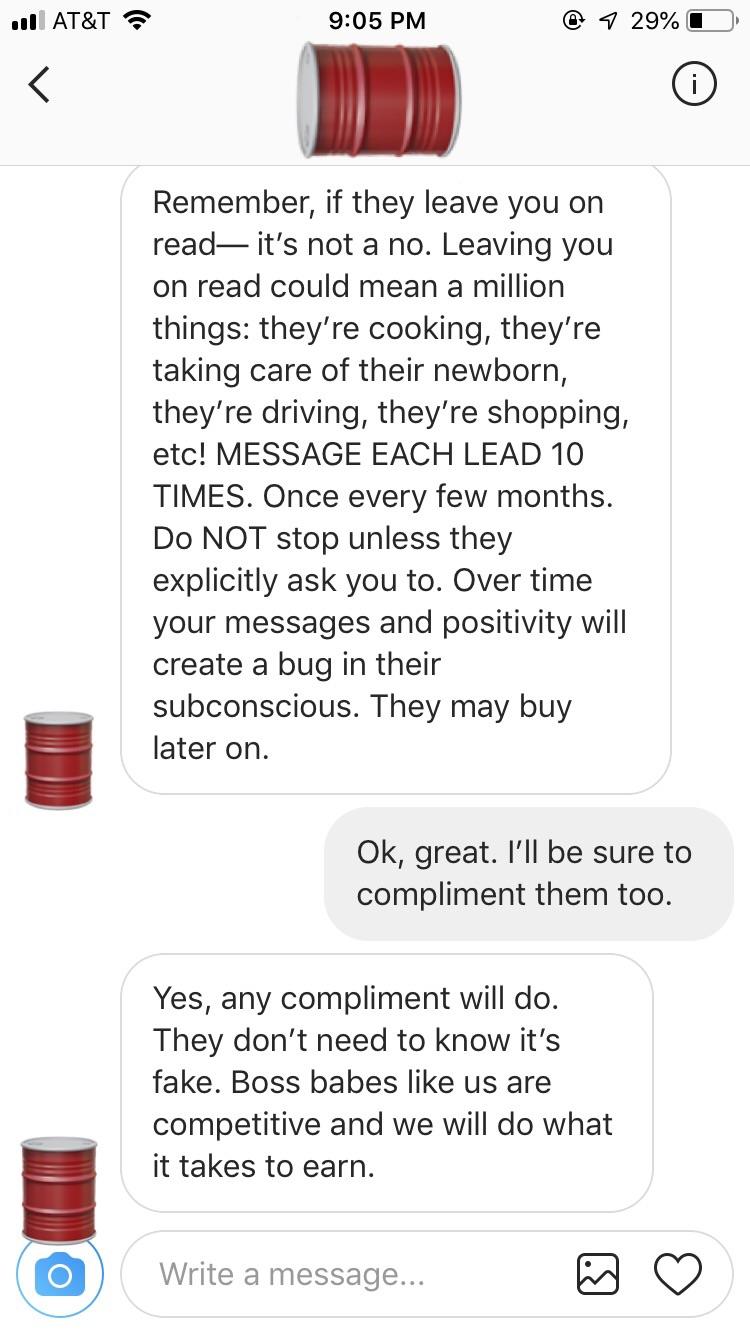 AT&T 9:05 PM 29%
Remember, if they leave you on
read— it’s not a no. Leaving you
on read could mean a million
things: they’re cooking, they’re
taking care of their newborn,
they’re driving, they’re shopping,
etc! MESSAGE EACH LEAD 10
TIMES. Once every few months.
Do NOT stop unless they
explicitly ask you to. Over time
your messages and positivity will
create a bug in their
subconscious. They may buy
later on.
Ok, great. I’ll be sure to
compliment them too.
Yes, any compliment will do.
They don’t need to know it’s
fake. Boss babes like us are
competitive and we will do what
it takes to earn.
Write a message...